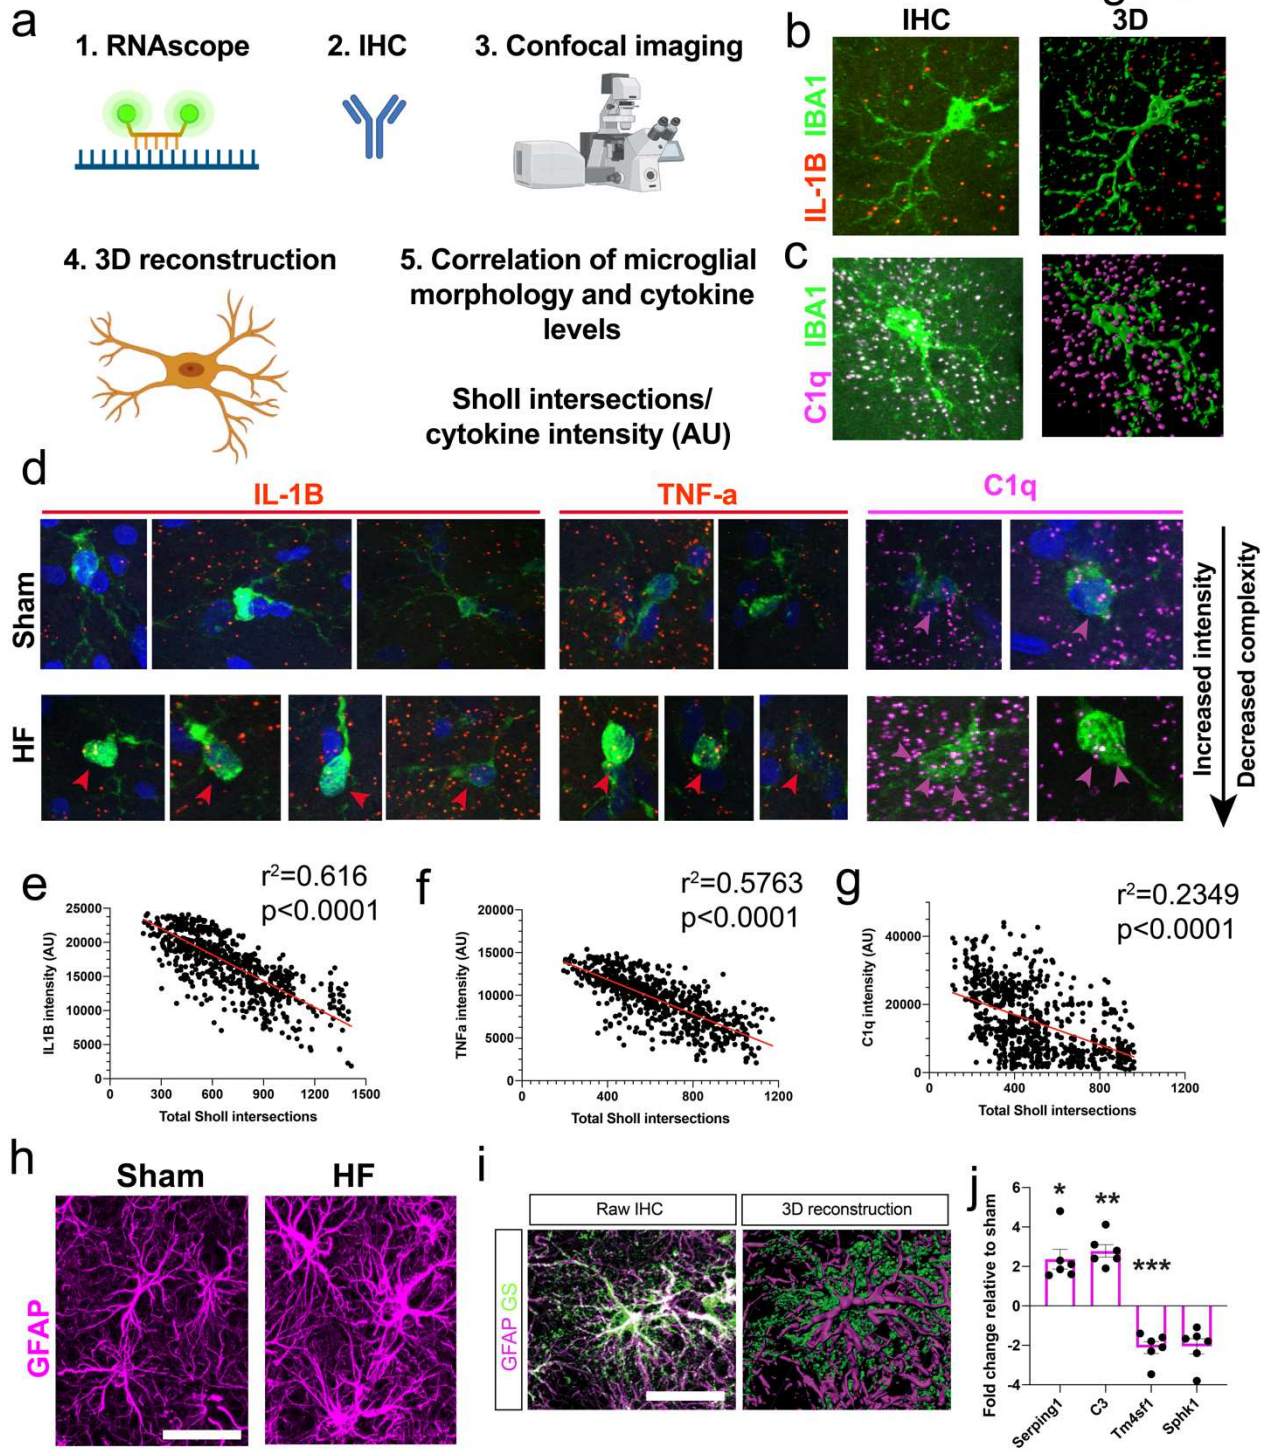 a
1. RNAscope
2. IHC
3. Confocal imaging
4. 3D reconstruction
5. Correlation of microglial
morphology and cytokine
levels
Sholl intersections/
cytokine intensity (AU)
b
IHC
3D
IL-1B IBA1
c
C1q IBA1
d
IL-1B
TNF-a
C1q
Sham
HF
Increased intensity
Decreased complexity
e
r²=0.616
p<0.0001
IL1B intensity (AU)
25000
20000
15000
10000
5000
0
0 300 600 900 1200 1500
Total Sholl intersections
f
r²=0.5763
p<0.0001
TNFa intensity (AU)
20000
15000
10000
5000
0
0 400 800 1200
Total Sholl intersections
g
r²=0.2349
p<0.0001
C1q intensity (AU)
40000
20000
0
0 400 800 1200
Total Sholl intersections
h
Sham
HF
GFAP
i
Raw IHC
3D reconstruction
GFAP GS
j
Fold change relative to sham
6
4
2
0
-2
-4
*
**
***
Serping1
C3
Tm4sf1
Sphk1